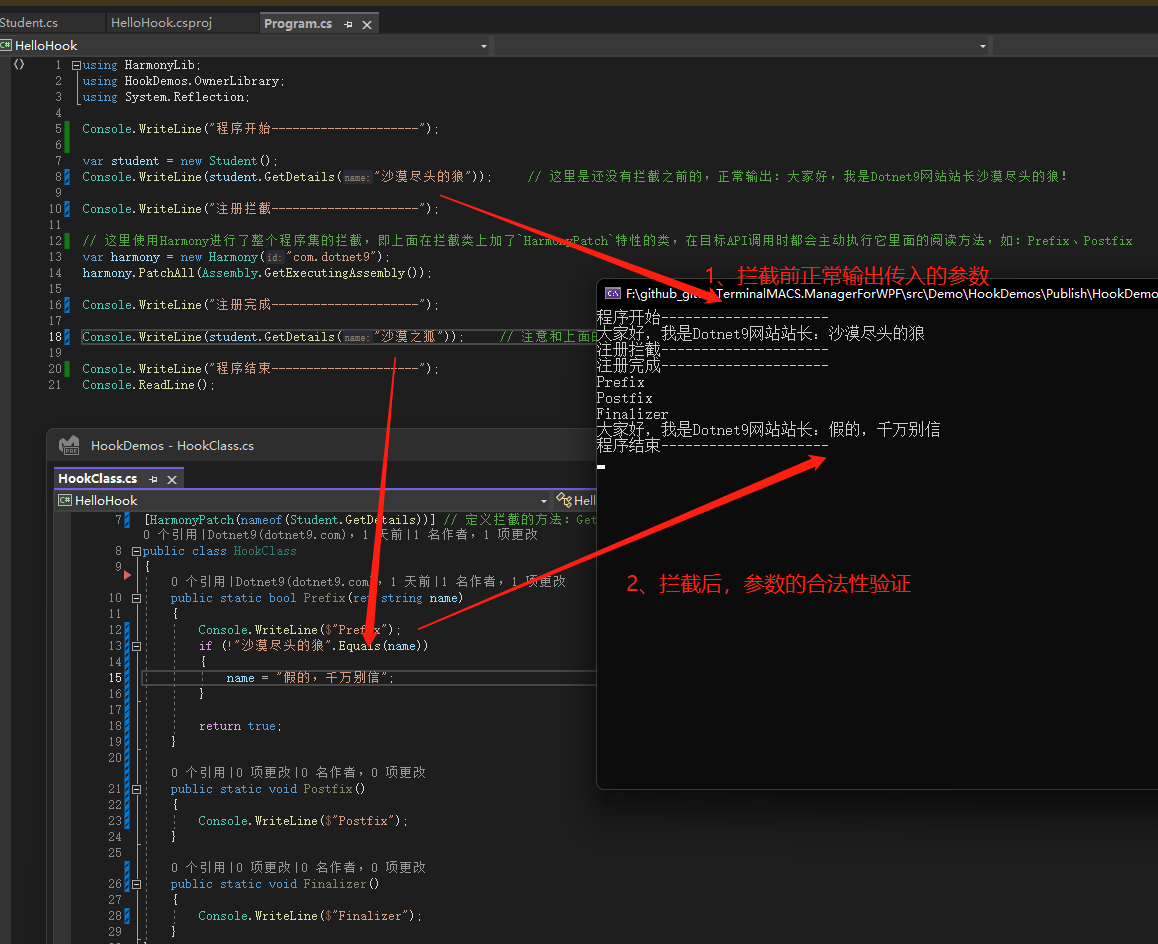 Student.cs HelloHook.csproj Program.cs
HelloHook
1 using HarmonyLib;
2 using HookDemos.OwnerLibrary;
3 using System.Reflection;
4
5 Console.WriteLine("程序开始---------------------");
6
7 var student = new Student();
8 Console.WriteLine(student.GetDetails(name:"沙漠尽头的狼")); // 这里是还没有拦截之前的，正常输出：大家好，我是Dotnet9网站站长沙漠尽头的狼！
9
10 Console.WriteLine("注册拦截---------------------");
11
12 // 这里使用Harmony进行了整个程序集的拦截，即上面在拦截类上加了`HarmonyPatch`特性的类，在目标API调用时都会主动执行它里面的阅读方法，如：Prefix、Postfix
13 var harmony = new Harmony(id:"com.dotnet9");
14 harmony.PatchAll(Assembly.GetExecutingAssembly());
15
16 Console.WriteLine("注册完成---------------------");
17
18 Console.WriteLine(student.GetDetails(name:"沙漠之狐")); // 注意和上面的
19
20 Console.WriteLine("程序结束---------------------");
21 Console.ReadLine();
1、拦截前正常输出传入的参数
F:\github_gitee\TerminalMACS.ManagerForWPF\src\Demo\HookDemos\Publish\HookDemo
程序开始---------------------
大家好，我是Dotnet9网站站长：沙漠尽头的狼
注册拦截---------------------
注册完成---------------------
Prefix
Postfix
Finalizer
大家好，我是Dotnet9网站站长：假的，千万别信
程序结束---------------------
2、拦截后，参数的合法性验证
PRE HookDemos - HookClass.cs
HookClass.cs
HelloHook Hell
7 [HarmonyPatch(nameof(Student.GetDetails))] // 定义拦截的方法：Get
0 个引用|Dotnet9(dotnet9.com)，1 天前|1 名作者，1 项更改
8 public class HookClass
9 {
0 个引用|Dotnet9(dotnet9.com)，1 天前|1 名作者，1 项更改
10 public static bool Prefix(ref string name)
11 {
12 Console.WriteLine($"Prefix");
13 if (!"沙漠尽头的狼".Equals(name))
14 {
15 name = "假的，千万别信";
16 }
17
18 return true;
19 }
20
0 个引用|0 项更改|0 名作者，0 项更改
21 public static void Postfix()
22 {
23 Console.WriteLine($"Postfix");
24 }
25
0 个引用|0 项更改|0 名作者，0 项更改
26 public static void Finalizer()
27 {
28 Console.WriteLine($"Finalizer");
29 }